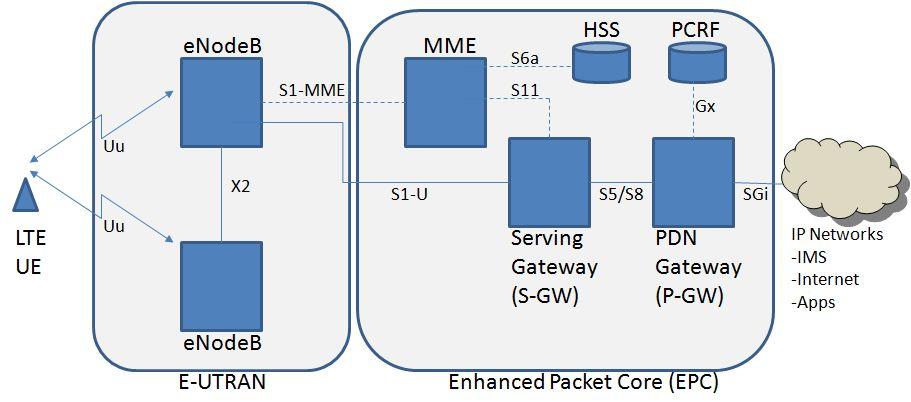 eNodeB
MME
HSS
PCRF
S6a
S1-MME
S11
Gx
Uu
X2
S1-U
S5/S8
SGi
Uu
LTE
UE
Serving
Gateway
(S-GW)
PDN
Gateway
(P-GW)
IP Networks
-IMS
-Internet
-Apps
eNodeB
E-UTRAN
Enhanced Packet Core (EPC)